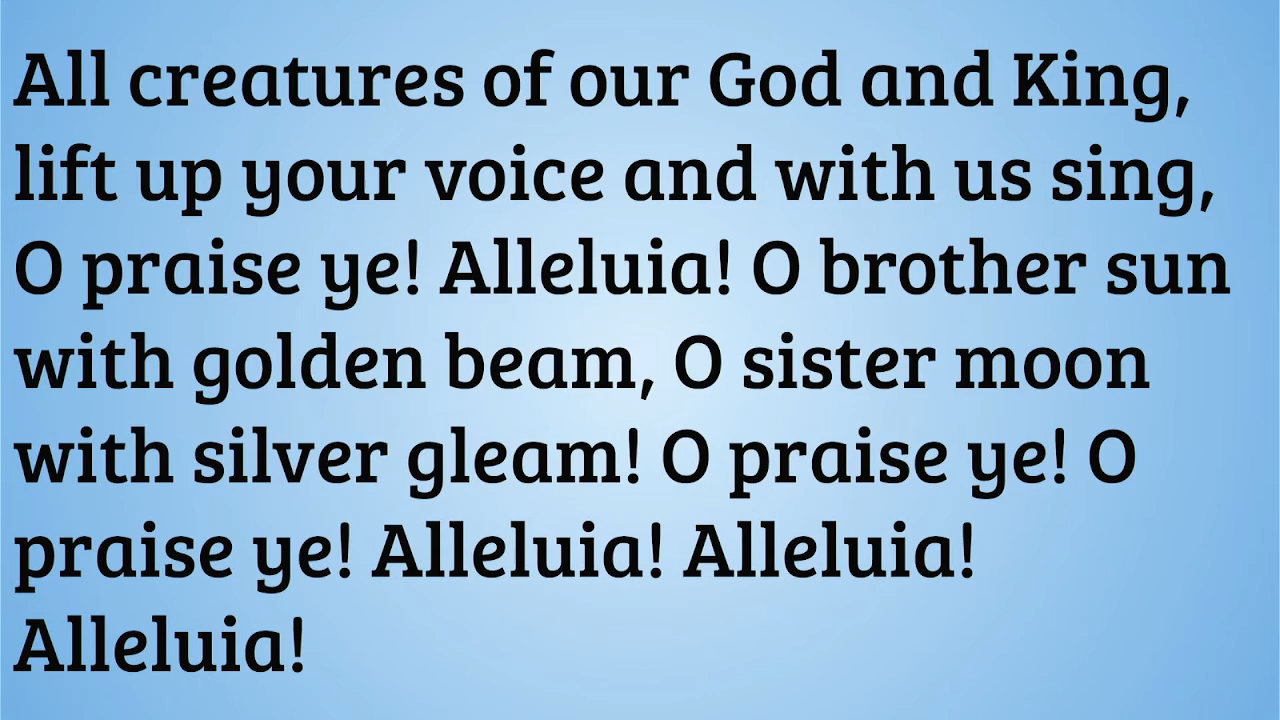 All creatures of our God and King,
lift up your voice and with us sing,
O praise ye! Alleluia! O brother sun
with golden beam, O sister moon
with silver gleam! O praise ye! O
praise ye! Alleluia! Alleluia!
Alleluia!